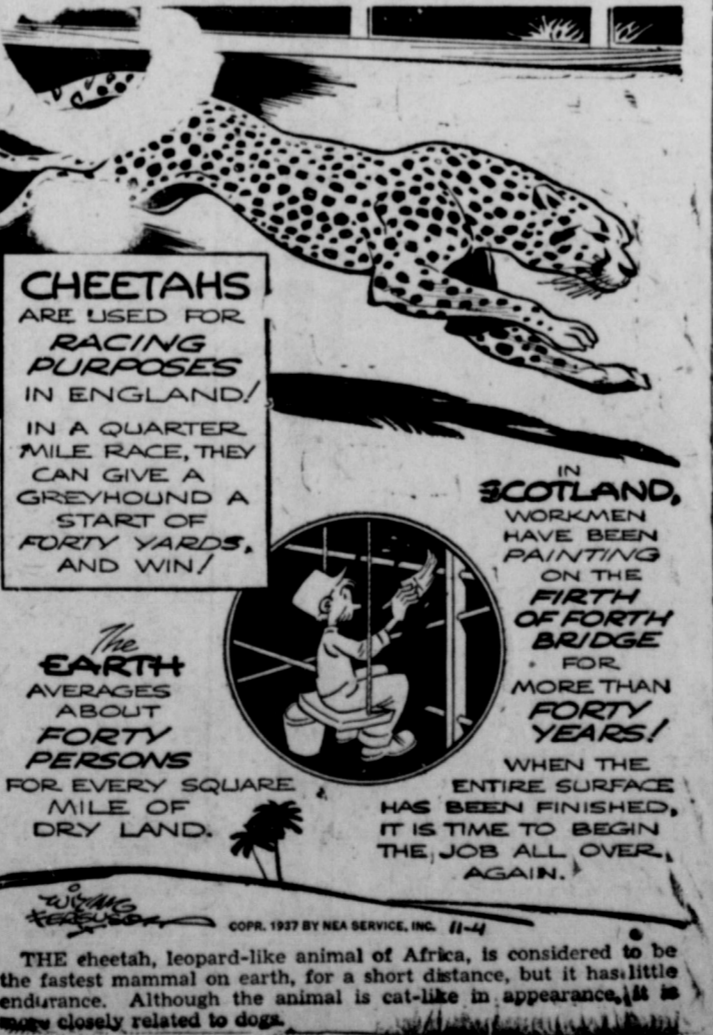 CHEETAHS
ARE USED FOR
RACING
PURPOSES
IN ENGLAND!
IN A QUARTER
MILE RACE, THEY
CAN GIVE A
GREYHOUND A
START OF
FORTY YARDS,
AND WIN!
IN
SCOTLAND,
WORKMEN
HAVE BEEN
PAINTING
ON THE
FIRTH
OF FORTH
BRIDGE
FOR
MORE THAN
FORTY
YEARS!
WHEN THE
ENTIRE SURFACE
HAS BEEN FINISHED,
IT IS TIME TO BEGIN
THE JOB ALL OVER
AGAIN.
The
EARTH
AVERAGES
ABOUT
FORTY
PERSONS
FOR EVERY SQUARE
MILE OF
DRY LAND.
William
Ferguson
COPR. 1937 BY NEA SERVICE, INC. 11-4
THE cheetah, leopard-like animal of Africa, is considered to be
the fastest mammal on earth, for a short distance, but it has little
endurance. Although the animal is cat-like in appearance, it is
more closely related to dogs.